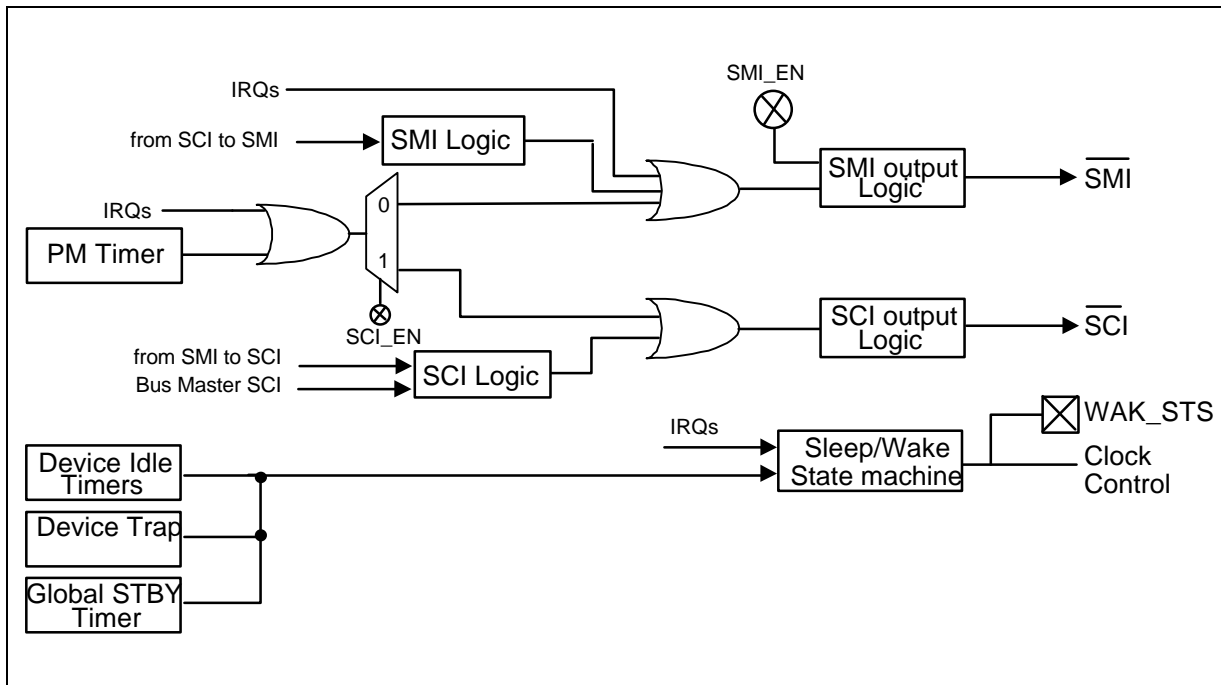 SMI_EN
IRQs
from SCI to SMI
SMI Logic
SMI output
Logic
SMI
IRQs
0
PM Timer
1
SCI_EN
SCI output
Logic
SCI
from SMI to SCI
Bus Master SCI
SCI Logic
WAK_STS
IRQs
Sleep/Wake
State machine
Clock
Control
Device Idle
Timers
Device Trap
Global STBY
Timer